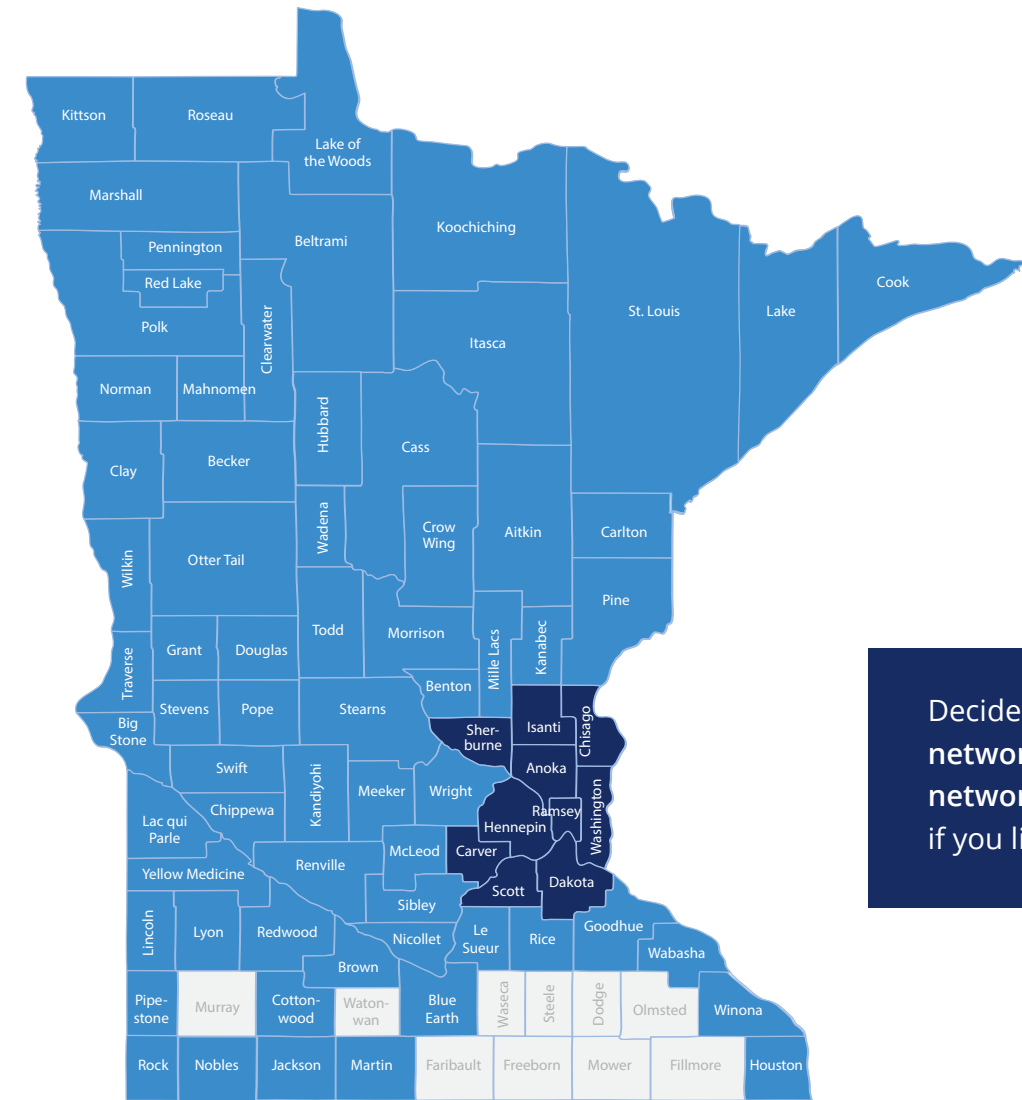 Kittson
Roseau
Lake of
the Woods
Marshall
Koochiching
Beltrami
Pennington
Red Lake
Cook
St. Louis
Lake
Polk
Clearwater
Itasca
Norman
Mahnomen
Hubbard
Cass
Becker
Clay
Wadena
Crow
Wing
Aitkin
Carlton
Otter Tail
Wilkin
Pine
Todd
Morrison
Grant
Douglas
Mille Lacs
Kanabec
Traverse
Benton
Stevens
Pope
Stearns
Big
Stone
Sher-
burne
Isanti
Chisago
Swift
Anoka
Kandiyohi
Meeker
Wright
Chippewa
Ramsey
Washington
Lac qui
Parle
Hennepin
McLeod
Carver
Renville
Yellow Medicine
Dakota
Scott
Sibley
Lincoln
Lyon
Redwood
Nicollet
Le
Sueur
Rice
Goodhue
Wabasha
Brown
Pipe-
stone
Murray
Cotton-
wood
Waton-
wan
Blue
Earth
Waseca
Steele
Dodge
Olmsted
Winona
Rock
Nobles
Jackson
Martin
Faribault
Freeborn
Mower
Fillmore
Houston
Decide
if you li